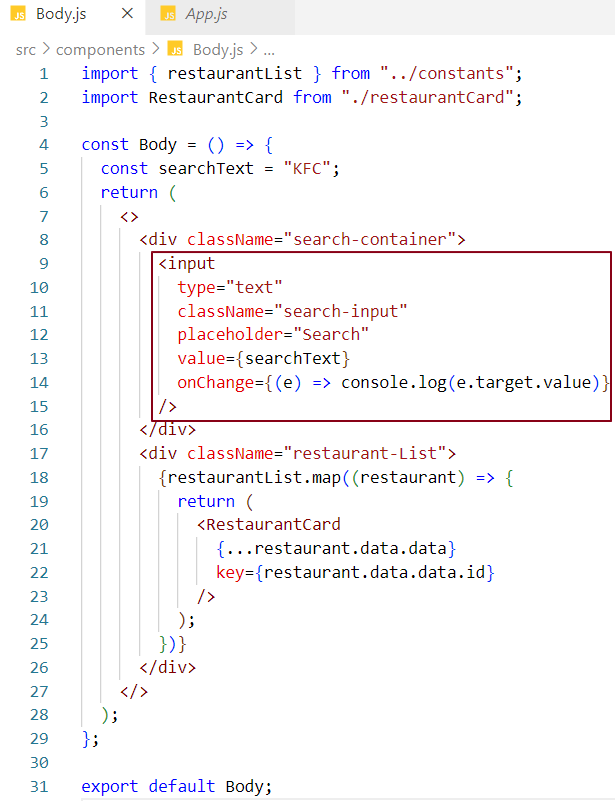 JS Body.js × JS App.js
src > components > JS Body.js > ...
1 import { restaurantList } from "../constants";
2 import RestaurantCard from "./restaurantCard";
3
4 const Body = () => {
5   const searchText = "KFC";
6   return (
7     <>
8       <div className="search-container">
9         <input
10           type="text"
11           className="search-input"
12           placeholder="Search"
13           value={searchText}
14           onChange={(e) => console.log(e.target.value)}
15         />
16       </div>
17       <div className="restaurant-List">
18         {restaurantList.map((restaurant) => {
19           return (
20             <RestaurantCard
21               {...restaurant.data.data}
22               key={restaurant.data.data.id}
23             />
24           );
25         })}
26       </div>
27     </>
28   );
29 };
30
31 export default Body;